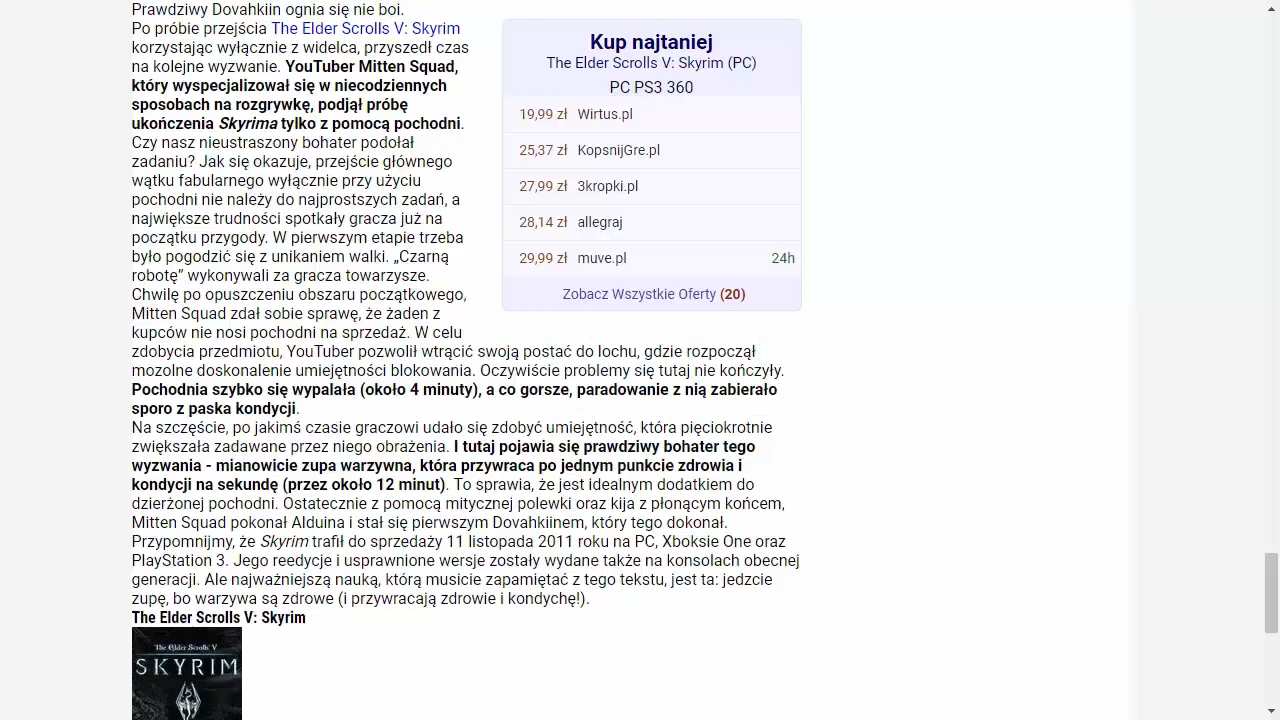 Prawdziwy Dovahkiin ognia się nie boi.
Po próbie przejścia The Elder Scrolls V: Skyrim
korzystając wyłącznie z widelca, przyszedł czas
na kolejne wyzwanie. YouTuber Mitten Squad,
który wyspecjalizował się w niecodziennych
sposobach na rozgrywkę, podjął próbę
ukończenia Skyrima tylko z pomocą pochodni.
Czy nasz nieustraszony bohater podołał
zadaniu? Jak się okazuje, przejście głównego
wątku fabularnego wyłącznie przy użyciu
pochodni nie należy do najprostszych zadań, a
największe trudności spotkały gracza już na
początku przygody. W pierwszym etapie trzeba
było pogodzić się z unikaniem walki. „Czarną
robotę” wykonywali za gracza towarzysze.
Chwilę po opuszczeniu obszaru początkowego,
Mitten Squad zdał sobie sprawę, że żaden z
kupców nie nosi pochodni na sprzedaż. W celu
zdobycia przedmiotu, YouTuber pozwolił wtrącić swoją postać do lochu, gdzie rozpoczął
mozolne doskonalenie umiejętności blokowania. Oczywiście problemy się tutaj nie kończyły.
Pochodnia szybko się wypalała (około 4 minuty), a co gorsze, paradowanie z nią zabierało
sporo z paska kondycji.
Na szczęście, po jakimś czasie graczowi udało się zdobyć umiejętność, która pięciokrotnie
zwiększała zadawane przez niego obrażenia. I tutaj pojawia się prawdziwy bohater tego
wyzwania - mianowicie zupa warzywna, która przywraca po jednym punkcie zdrowia i
kondycji na sekundę (przez około 12 minut). To sprawia, że jest idealnym dodatkiem do
dzierżonej pochodni. Ostatecznie z pomocą mitycznej polewki oraz kija z płonącym końcem,
Mitten Squad pokonał Alduina i stał się pierwszym Dovahkiinem, który tego dokonał.
Przypomnijmy, że Skyrim trafił do sprzedaży 11 listopada 2011 roku na PC, Xboksie One oraz
PlayStation 3. Jego reedycje i usprawnione wersje zostały wydane także na konsolach obecnej
generacji. Ale najważniejszą nauką, którą musicie zapamiętać z tego tekstu, jest ta: jedzcie
zupę, bo warzywa są zdrowe (i przywracają zdrowie i kondychę!).
The Elder Scrolls V: Skyrim
The Elder Scrolls V
SKYRIM
Kup najtaniej
The Elder Scrolls V: Skyrim (PC)
PC PS3 360
19,99 zł Wirtus.pl
25,37 zł KopsnijGre.pl
27,99 zł 3kropki.pl
28,14 zł allegraj
29,99 zł muve.pl 24h
Zobacz Wszystkie Oferty (20)